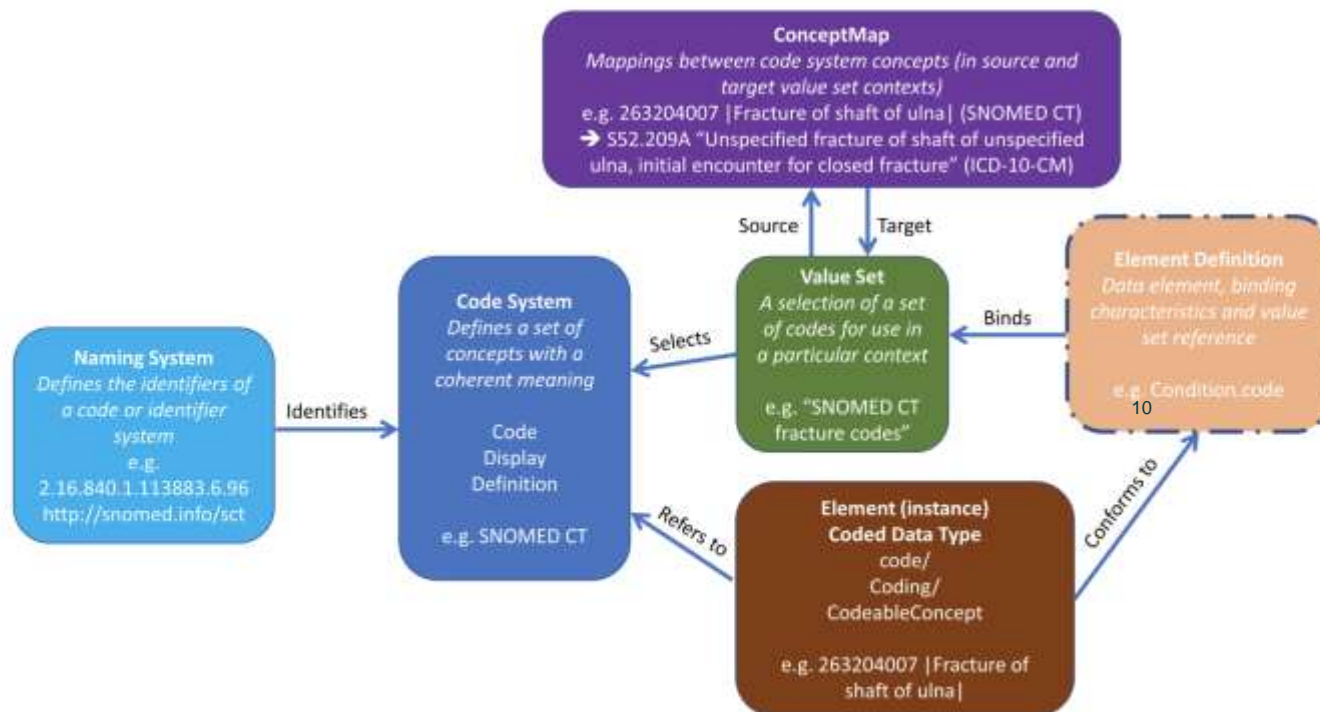 ConceptMap
Mappings between code system concepts (in source and
target value set contexts)
e.g. 263204007 |Fracture of shaft of ulna| (SNOMED CT)
➔ S52.209A “Unspecified fracture of shaft of unspecified
ulna, initial encounter for closed fracture” (ICD-10-CM)
Source
Target
Naming System
Defines the identifiers of
a code or identifier
system
e.g.
2.16.840.1.113883.6.96
http://snomed.info/sct
Identifies
Code System
Defines a set of
concepts with a
coherent meaning
Code
Display
Definition
e.g. SNOMED CT
Selects
Value Set
A selection of a set
of codes for use in
a particular context
e.g. “SNOMED CT
fracture codes”
Binds
Element Definition
Data element, binding
characteristics and value
set reference
e.g. Condition.code
10
Refers to
Element (instance)
Coded Data Type
code/
Coding/
CodeableConcept
e.g. 263204007 |Fracture of
shaft of ulna|
Conforms to